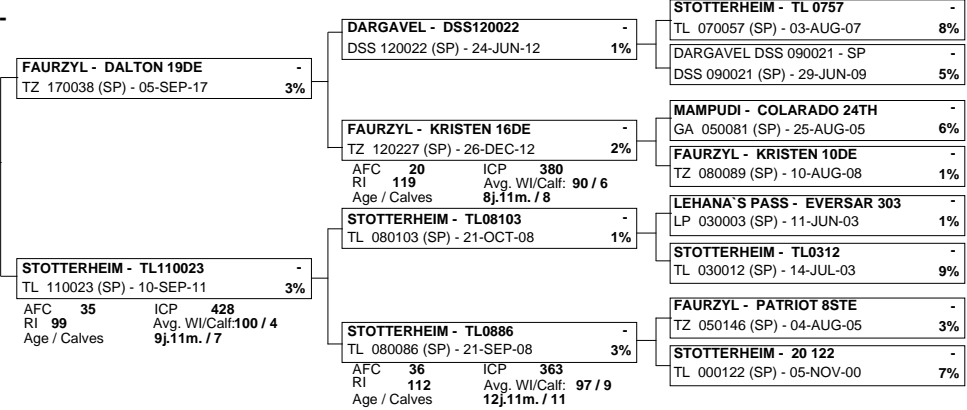 -
FAURZYL - DALTON 19DE -
TZ 170038 (SP) - 05-SEP-17 3%
STOTTERHEIM - TL110023 -
TL 110023 (SP) - 10-SEP-11 3%
AFC 35 ICP 428
RI 99 Avg. WI/Calf:100 / 4
Age / Calves 9j.11m. / 7
DARGAVEL - DSS120022 -
DSS 120022 (SP) - 24-JUN-12 1%
FAURZYL - KRISTEN 16DE -
TZ 120227 (SP) - 26-DEC-12 2%
AFC 20 ICP 380
RI 119 Avg. WI/Calf: 90 / 6
Age / Calves 8j.11m. / 8
STOTTERHEIM - TL08103 -
TL 080103 (SP) - 21-OCT-08 1%
STOTTERHEIM - TL0886 -
TL 080086 (SP) - 21-SEP-08 3%
AFC 36 ICP 363
RI 112 Avg. WI/Calf: 97 / 9
Age / Calves 12j.11m. / 11
STOTTERHEIM - TL 0757 -
TL 070057 (SP) - 03-AUG-07 8%
DARGAVEL DSS 090021 - SP -
DSS 090021 (SP) - 29-JUN-09 5%
MAMPUDI - COLARADO 24TH -
GA 050081 (SP) - 25-AUG-05 6%
FAURZYL - KRISTEN 10DE -
TZ 080089 (SP) - 10-AUG-08 1%
LEHANA`S PASS - EVERSAR 303 -
LP 030003 (SP) - 11-JUN-03 1%
STOTTERHEIM - TL0312 -
TL 030012 (SP) - 14-JUL-03 9%
FAURZYL - PATRIOT 8STE -
TZ 050146 (SP) - 04-AUG-05 3%
STOTTERHEIM - 20 122 -
TL 000122 (SP) - 05-NOV-00 7%